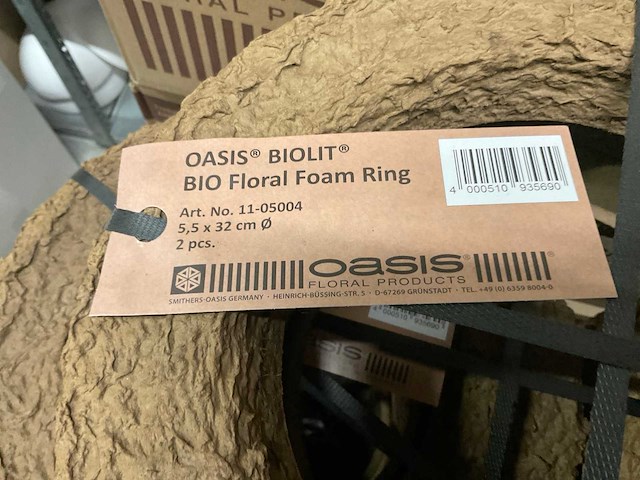 RAL P
OASIS® BIOLIT®
BIO Floral Foam Ring
Art. No. 11-05004
5,5 x 32 cm Ø
2 pcs.
4 000510 935690
oasis®
FLORAL PRODUCTS
SMITHERS-OASIS GERMANY · HEINRICH-BÜSSING-STR. 5 · D-67269 GRÜNSTADT · TEL. +49 (0) 6359 8004-0